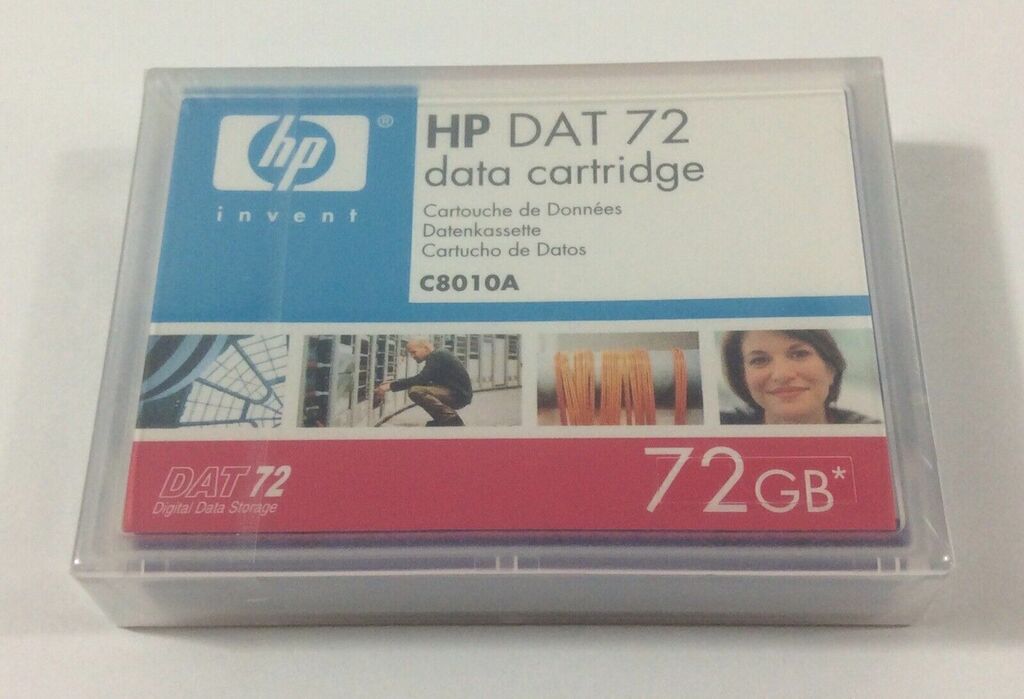 hp®
invent
HP DAT 72
data cartridge
Cartouche de Données
Datenkassette
Cartucho de Datos
C8010A
DAT 72
Digital Data Storage
72GB*